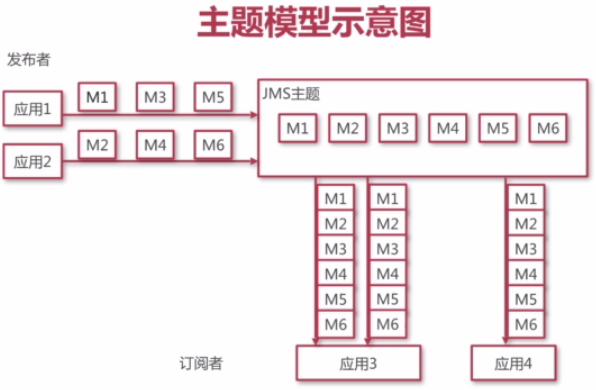 主题模型示意图
发布者
应用1
M1 M3 M5
应用2
M2 M4 M6
JMS主题
M1 M2 M3 M4 M5 M6
M1 M1 M1
M2 M2 M2
M3 M3 M3
M4 M4 M4
M5 M5 M5
M6 M6 M6
订阅者
应用3
应用4